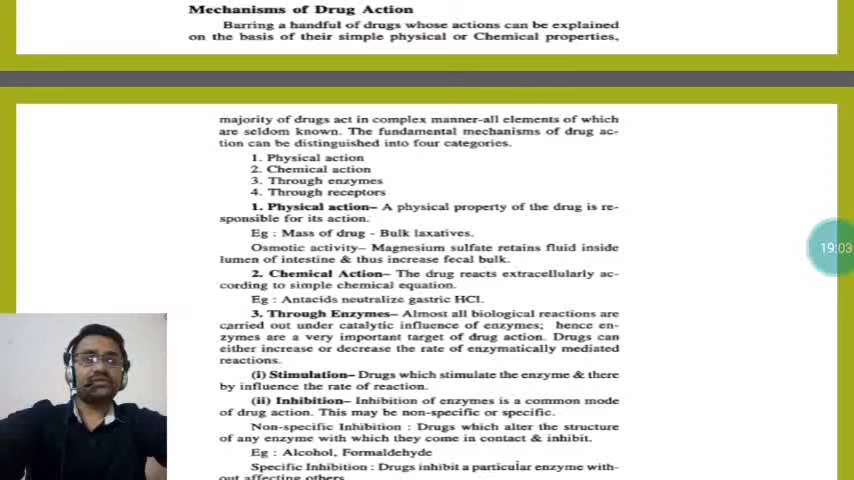 Mechanisms of Drug Action
Barring a handful of drugs whose actions can be explained
on the basis of their simple physical or Chemical properties,
majority of drugs act in complex manner-all elements of which
are seldom known. The fundamental mechanisms of drug ac-
tion can be distinguished into four categories.
1. Physical action
2. Chemical action
3. Through enzymes
4. Through receptors
1. Physical action– A physical property of the drug is re-
sponsible for its action.
Eg : Mass of drug - Bulk laxatives.
Osmotic activity– Magnesium sulfate retains fluid inside
lumen of intestine & thus increase fecal bulk.
2. Chemical Action– The drug reacts extracellularly ac-
cording to simple chemical equation.
Eg : Antacids neutralize gastric HCl.
3. Through Enzymes– Almost all biological reactions are
carried out under catalytic influence of enzymes; hence en-
zymes are a very important target of drug action. Drugs can
either increase or decrease the rate of enzymatically mediated
reactions.
(i) Stimulation– Drugs which stimulate the enzyme & there
by influence the rate of reaction.
(ii) Inhibition– Inhibition of enzymes is a common mode
of drug action. This may be non-specific or specific.
Non-specific Inhibition : Drugs which alter the structure
of any enzyme with which they come in contact & inhibit.
Eg : Alcohol, Formaldehyde
Specific Inhibition : Drugs inhibit a particular enzyme with-
out affecting others.
19:03